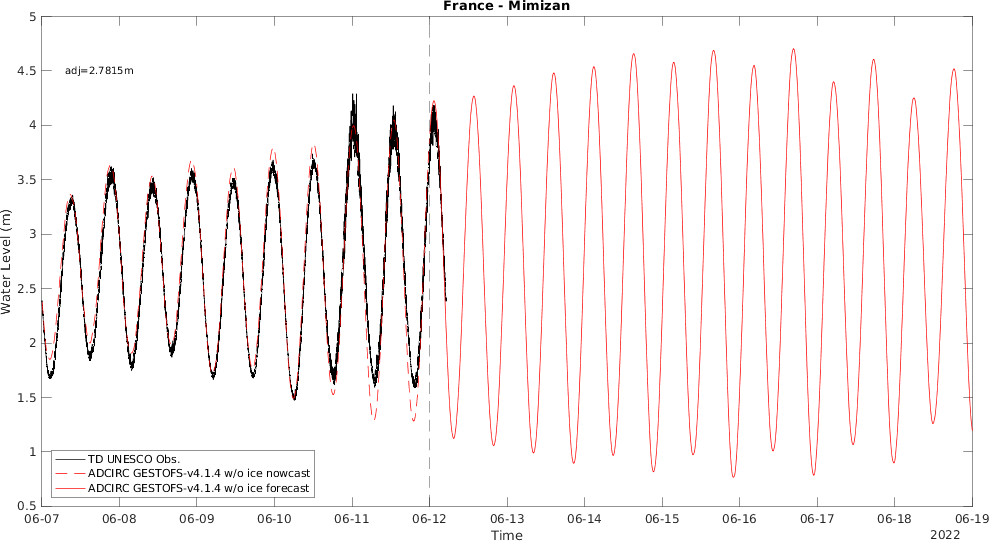 France - Mimizan
5
4.5
4
3.5
3
2.5
2
1.5
1
0.5
Water Level (m)
adj=2.7815m
TD UNESCO Obs.
ADCIRC GESTOFS-v4.1.4 w/o ice nowcast
ADCIRC GESTOFS-v4.1.4 w/o ice forecast
06-07 06-08 06-09 06-10 06-11 06-12 06-13 06-14 06-15 06-16 06-17 06-18 06-19
Time
2022